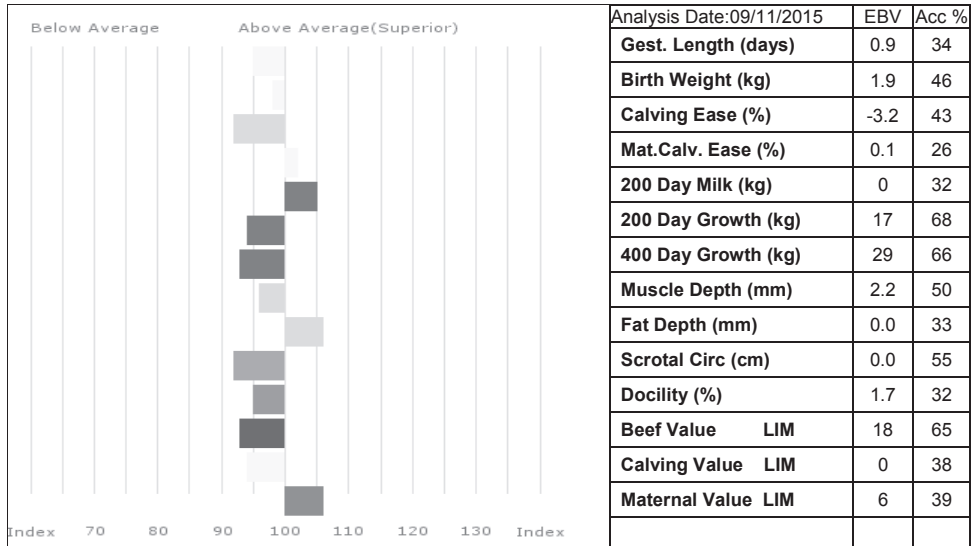 Below Average Above Average(Superior)
Analysis Date:09/11/2015 EBV Acc %
Gest. Length (days) 0.9 34
Birth Weight (kg) 1.9 46
Calving Ease (%) -3.2 43
Mat.Calv. Ease (%) 0.1 26
200 Day Milk (kg) 0 32
200 Day Growth (kg) 17 68
400 Day Growth (kg) 29 66
Muscle Depth (mm) 2.2 50
Fat Depth (mm) 0.0 33
Scrotal Circ (cm) 0.0 55
Docility (%) 1.7 32
Beef Value LIM 18 65
Calving Value LIM 0 38
Maternal Value LIM 6 39
Index 70 80 90 100 110 120 130 Index